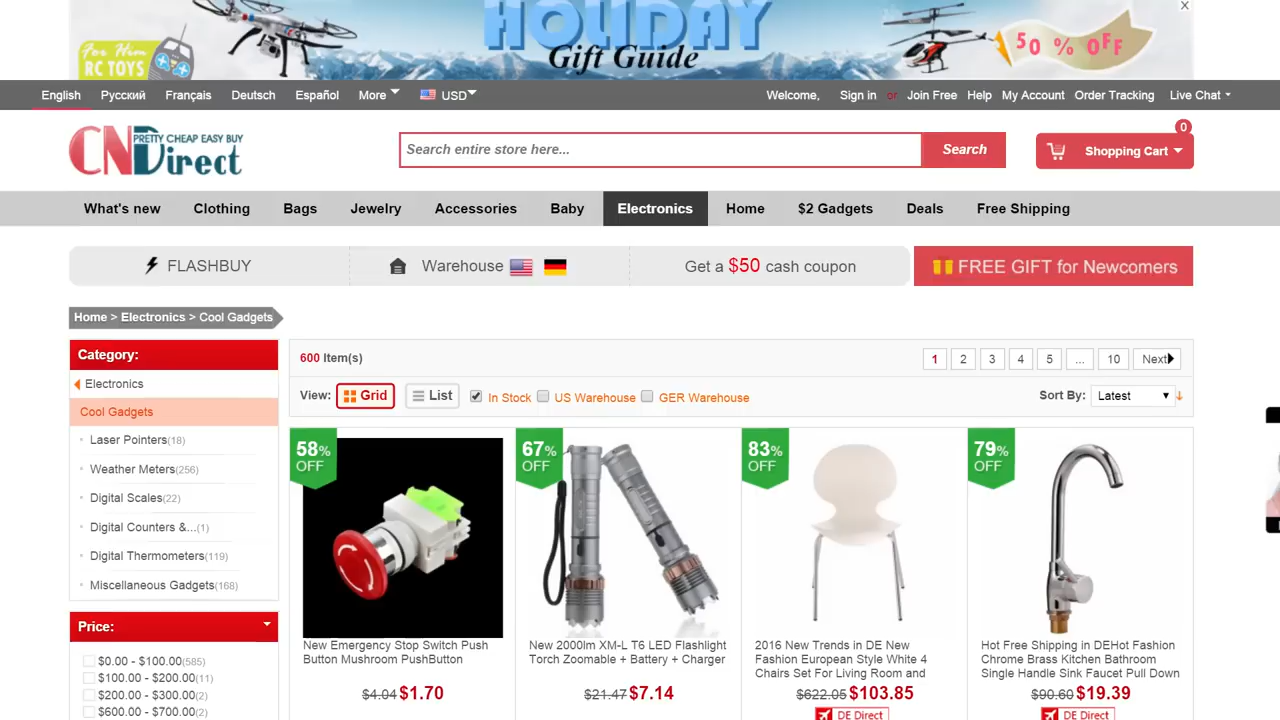 HOLIDAY
Gift Guide
For Him
RC TOYS
50 % OFF
X
English Русский Français Deutsch Español More USD Welcome, Sign in or Join Free Help My Account Order Tracking Live Chat
CNDirect
PRETTY CHEAP EASY BUY
Search entire store here...
Search
0
Shopping Cart
What's new Clothing Bags Jewelry Accessories Baby Electronics Home $2 Gadgets Deals Free Shipping
FLASHBUY Warehouse Get a $50 cash coupon FREE GIFT for Newcomers
Home > Electronics > Cool Gadgets
Category:
Electronics
Cool Gadgets
Laser Pointers(18)
Weather Meters(256)
Digital Scales(22)
Digital Counters &...(1)
Digital Thermometers(119)
Miscellaneous Gadgets(168)
Price:
$0.00 - $100.00(585)
$100.00 - $200.00(11)
$200.00 - $300.00(2)
$600.00 - $700.00(2)
600 Item(s)
1 2 3 4 5 ... 10 Next
View: Grid List In Stock US Warehouse GER Warehouse
Sort By: Latest
58% OFF
New Emergency Stop Switch Push
Button Mushroom PushButton
$4.04 $1.70
67% OFF
New 2000lm XM-L T6 LED Flashlight
Torch Zoomable + Battery + Charger
$21.47 $7.14
83% OFF
2016 New Trends in DE New
Fashion European Style White 4
Chairs Set For Living Room and
$622.05 $103.85
DE Direct
79% OFF
Hot Free Shipping in DEHot Fashion
Chrome Brass Kitchen Bathroom
Single Handle Sink Faucet Pull Down
$90.60 $19.39
DE Direct